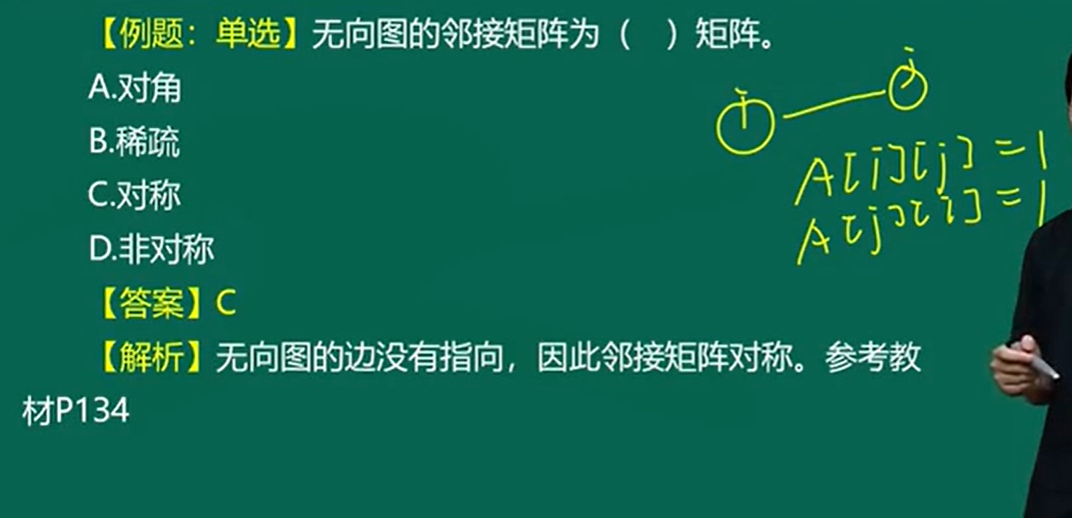 【例题：单选】无向图的邻接矩阵为（ ）矩阵。
A.对角
B.稀疏
C.对称
D.非对称
【答案】C
【解析】无向图的边没有指向，因此邻接矩阵对称。参考教
材P134
i
j
A[i][j]=1
A[j][i]=1